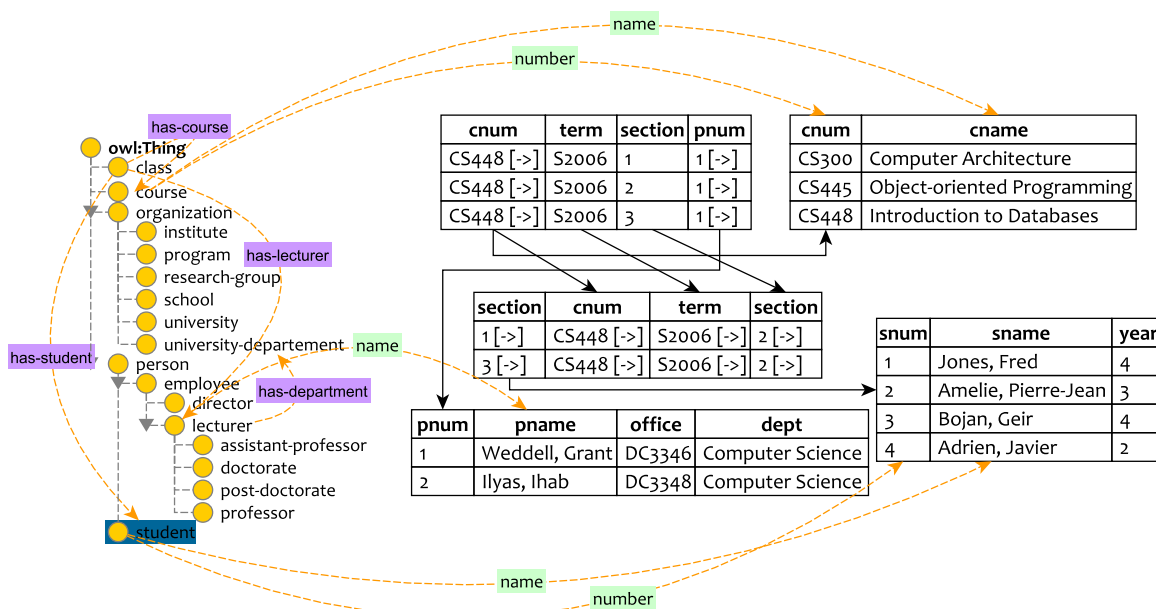 name
number
has-course
owl:Thing
class
course
organization
institute
program
research-group
school
university
university-departement
person
employee
director
lecturer
assistant-professor
doctorate
post-doctorate
professor
student
has-lecturer
has-student
has-department
name
cnum term section pnum
CS448 [->] S2006 1 1 [->]
CS448 [->] S2006 2 1 [->]
CS448 [->] S2006 3 1 [->]
cnum cname
CS300 Computer Architecture
CS445 Object-oriented Programming
CS448 Introduction to Databases
section cnum term section
1 [->] CS448 [->] S2006 [->] 2 [->]
3 [->] CS448 [->] S2006 [->] 2 [->]
snum sname year
1 Jones, Fred 4
2 Amelie, Pierre-Jean 3
3 Bojan, Geir 4
4 Adrien, Javier 2
pnum pname office dept
1 Weddell, Grant DC3346 Computer Science
2 Ilyas, Ihab DC3348 Computer Science
name
number